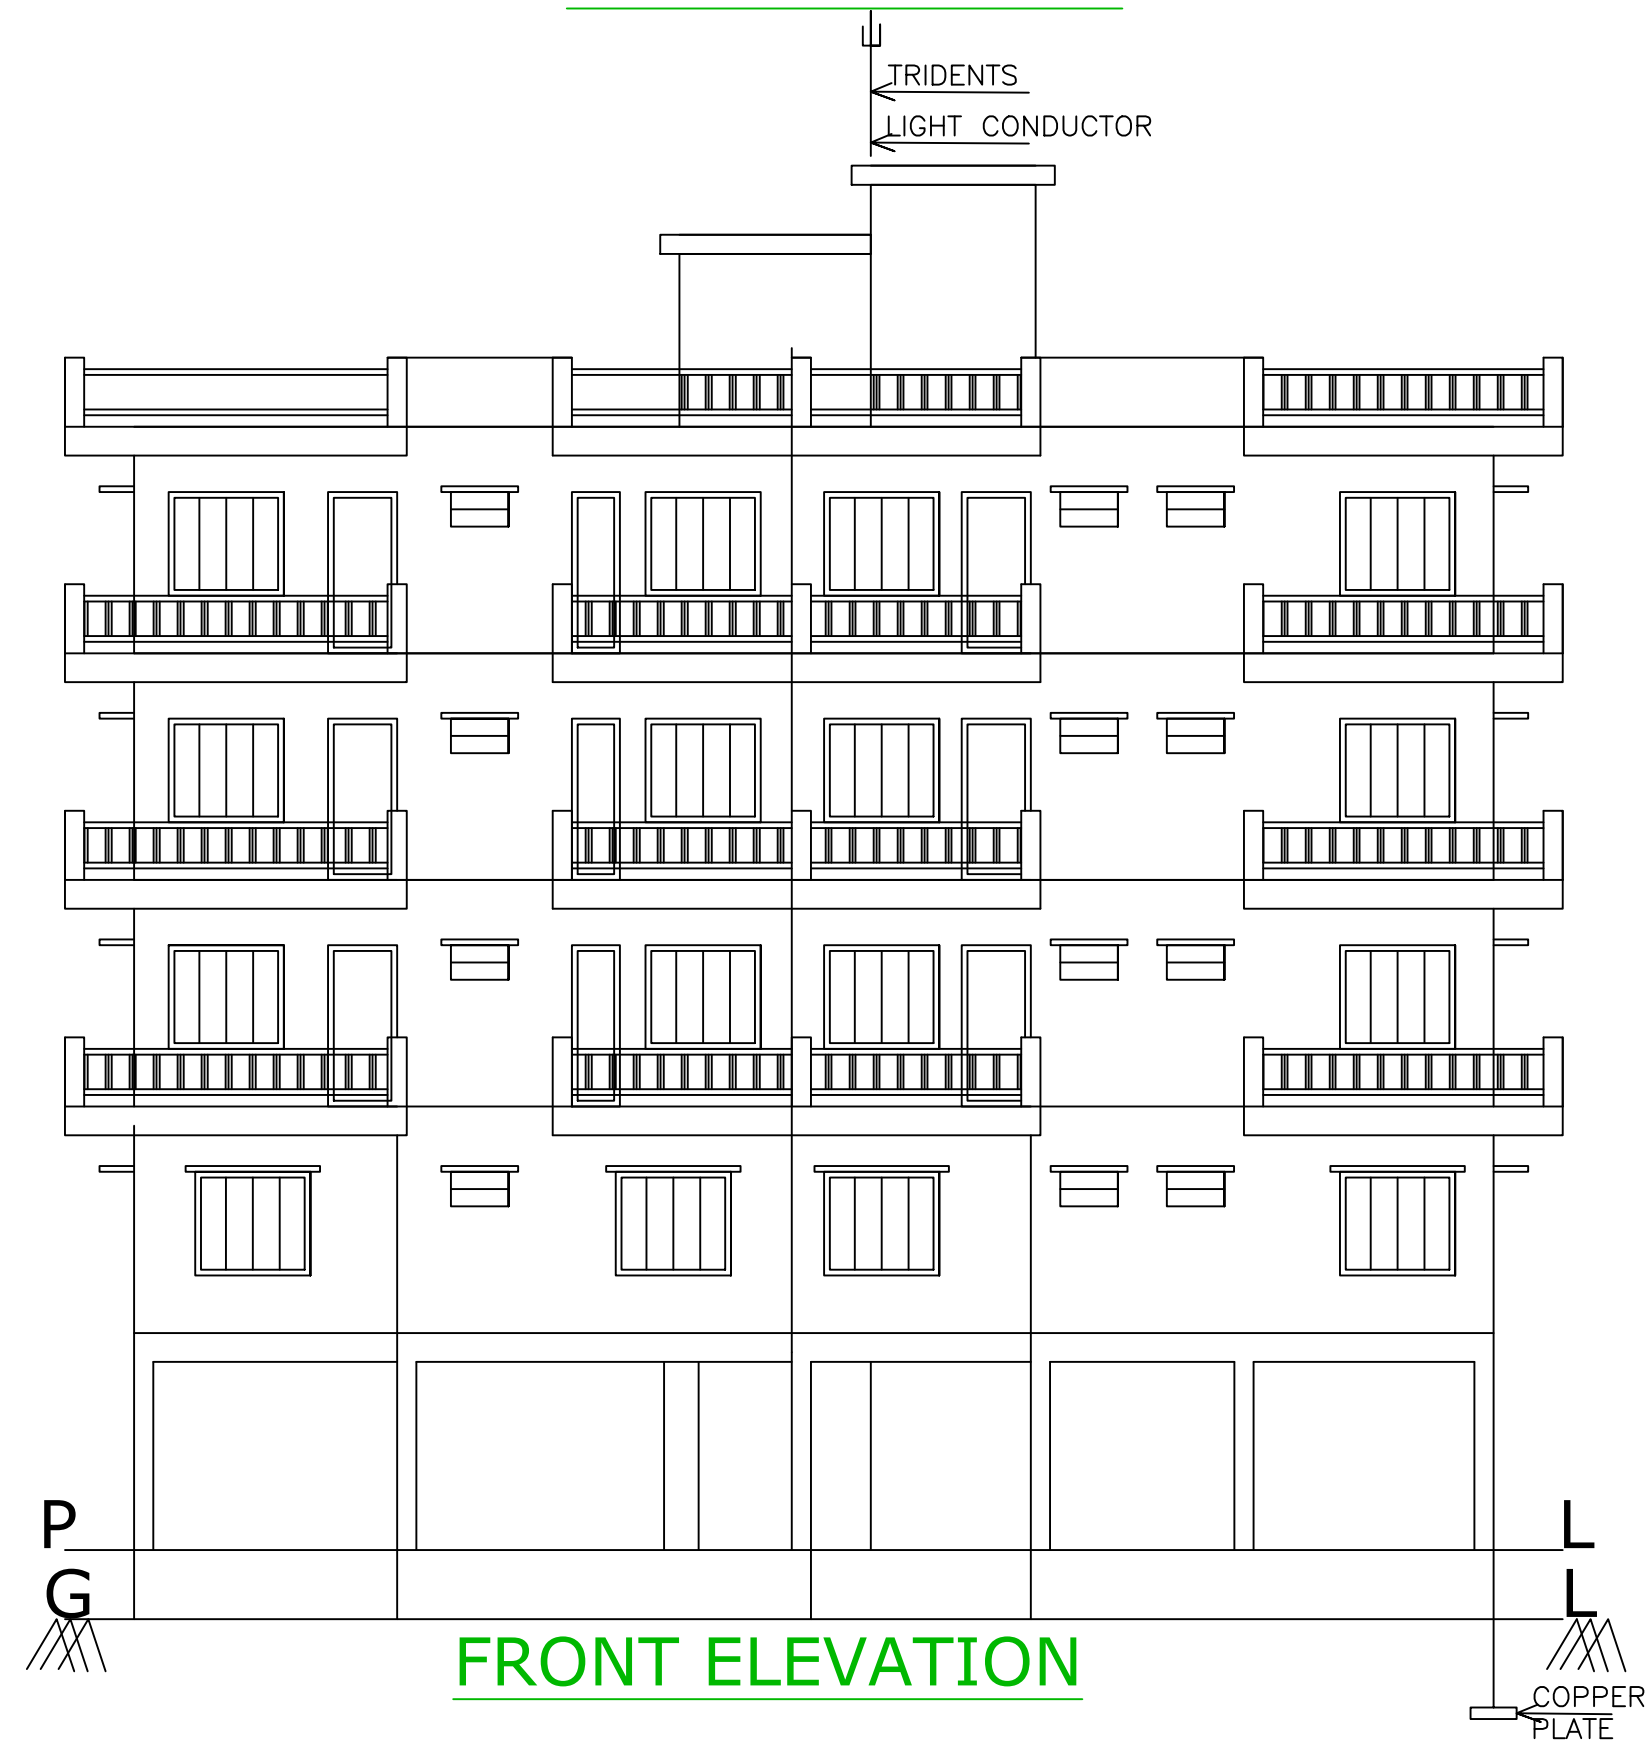 TRIDENTS
LIGHT CONDUCTOR
P L
G L
FRONT ELEVATION
COPPER
PLATE